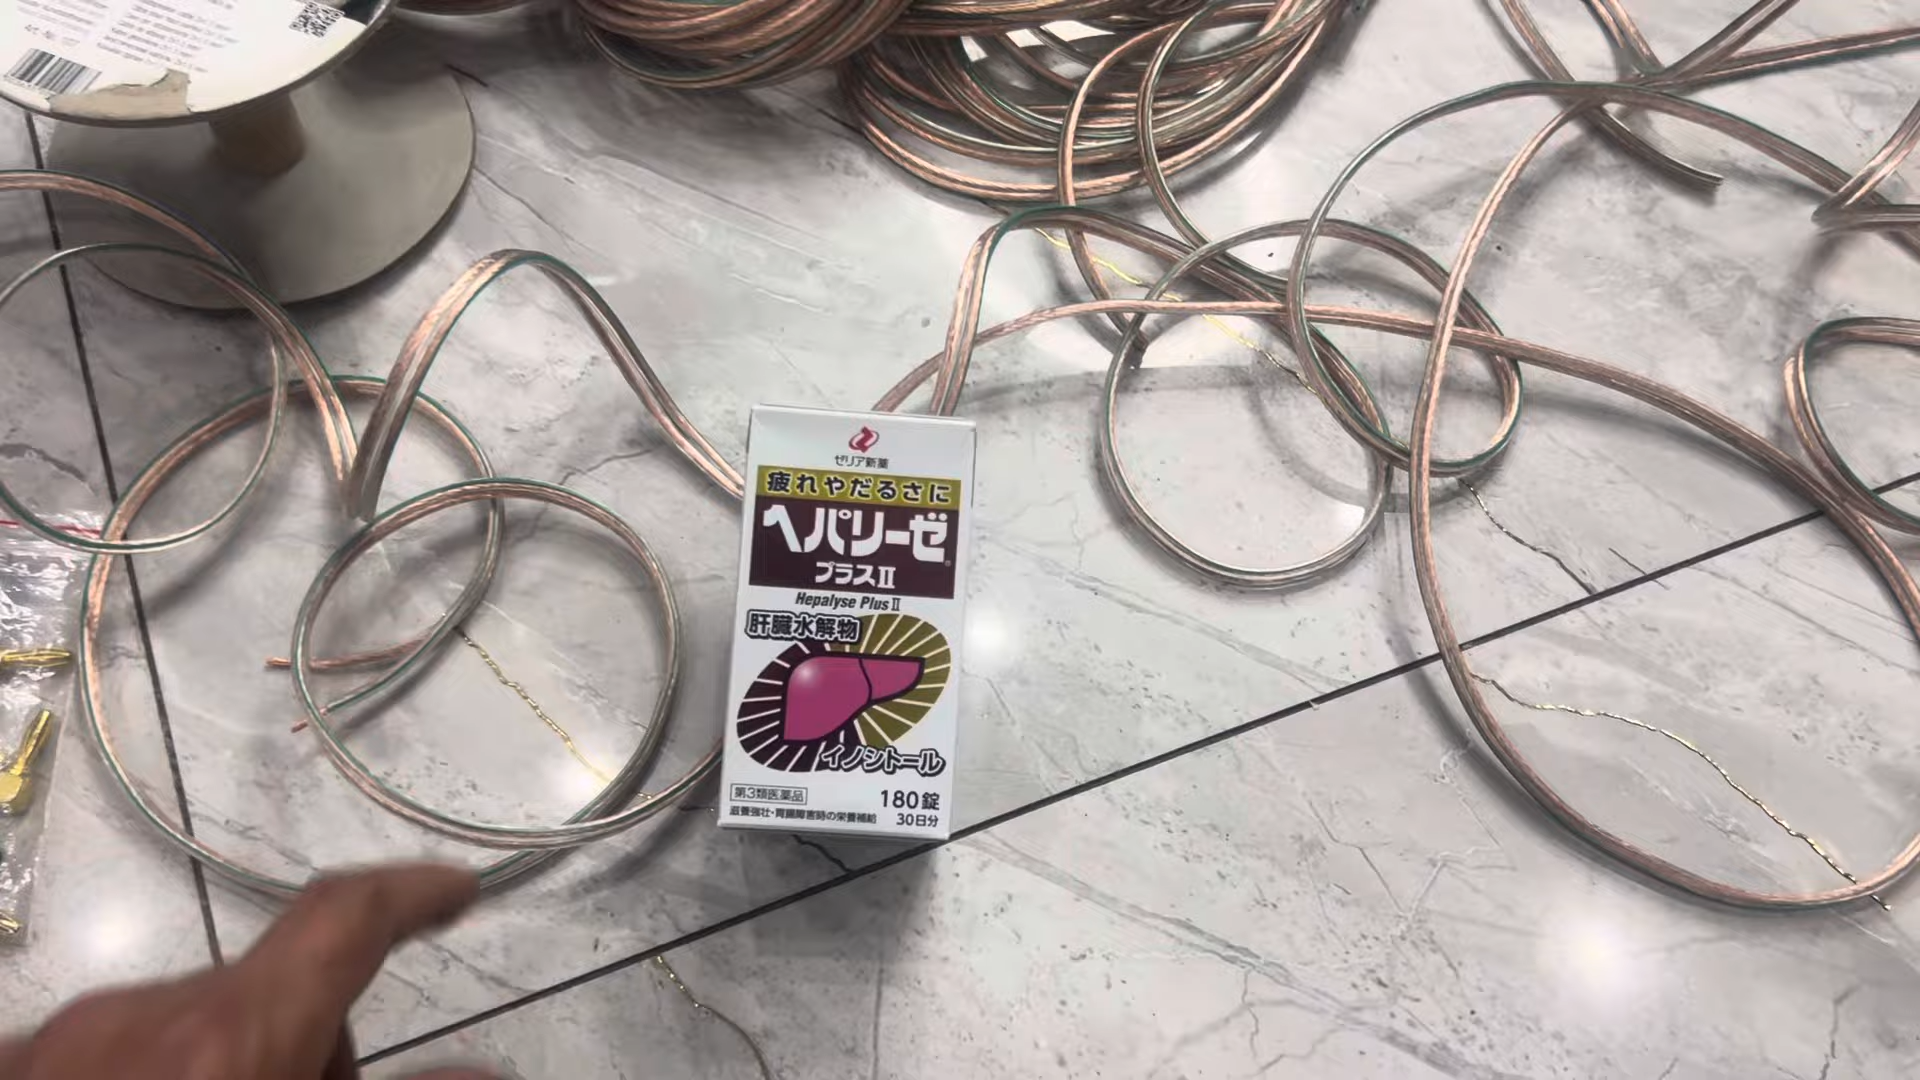 ゼリア新薬
疲れやだるさに
ヘパリーゼ®
プラスⅡ
Hepalyse Plus Ⅱ
肝臓水解物
イノシトール
第3類医薬品
180錠
滋養強壮・胃腸障害時の栄養補給
30日分